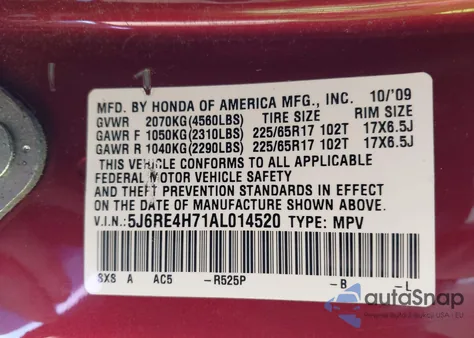 MFD. BY HONDA OF AMERICA MFG., INC. 10/'09
GVWR 2070KG(4560LBS) TIRE SIZE RIM SIZE
GAWR F 1050KG(2310LBS) 225/65R17 102T 17X6.5J
GAWR R 1040KG(2290LBS) 225/65R17 102T 17X6.5J
THIS VEHICLE CONFORMS TO ALL APPLICABLE
FEDERAL MOTOR VEHICLE SAFETY
AND THEFT PREVENTION STANDARDS IN EFFECT
ON THE DATE OF MANUFACTURE SHOWN ABOVE.
V.I.N.: 5J6RE4H71AL014520 TYPE: MPV
SXS A AC5 -R525P -B -L
autoSnap